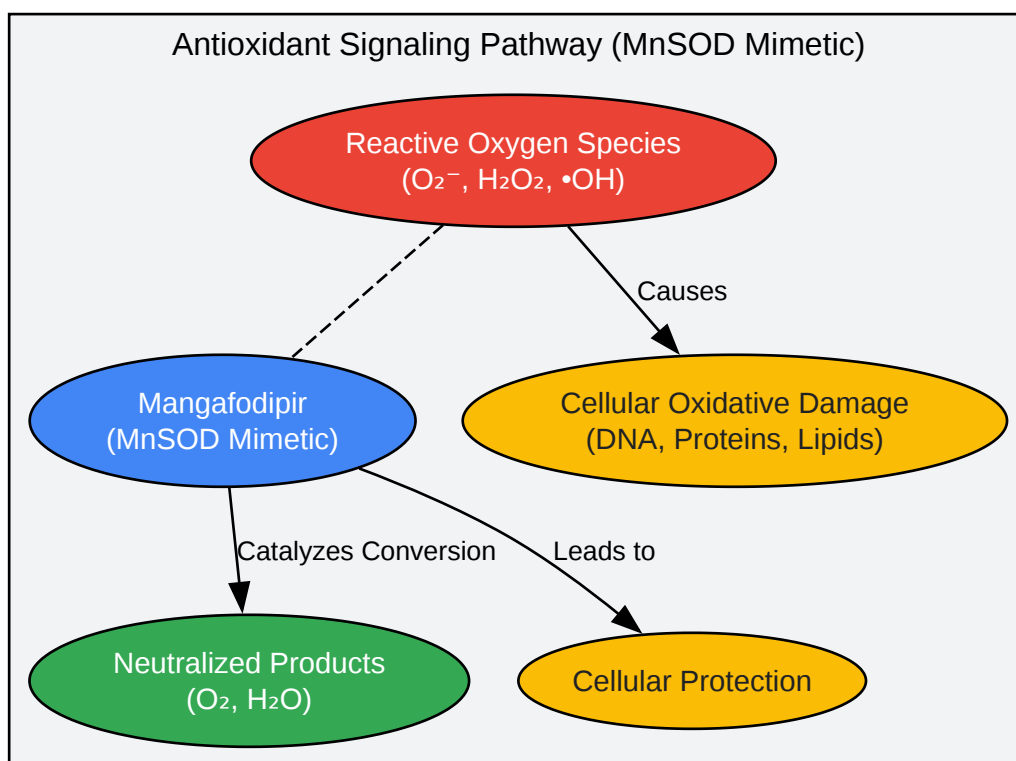 Antioxidant Signaling Pathway (MnSOD Mimetic)
Reactive Oxygen Species
(O₂⁻, H₂O₂, •OH)
Causes
Mangafodipir
(MnSOD Mimetic)
Cellular Oxidative Damage
(DNA, Proteins, Lipids)
Catalyzes Conversion
Leads to
Neutralized Products
(O₂, H₂O)
Cellular Protection